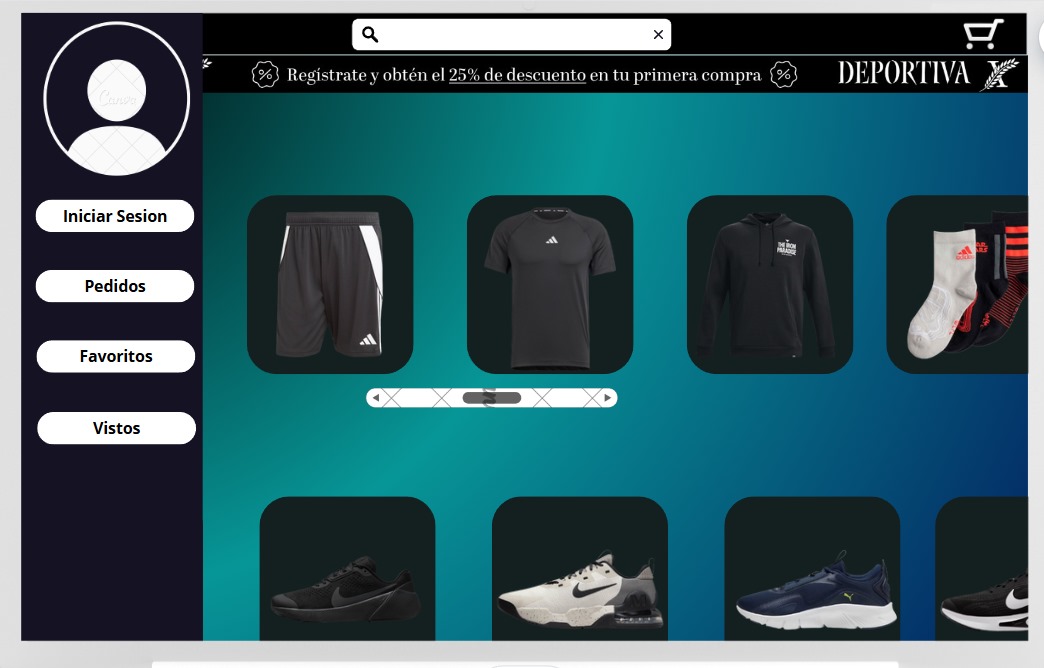 Canva
Regístrate y obtén el 25% de descuento en tu primera compra
DEPORTIVA X
Iniciar Sesion
Pedidos
Favoritos
Vistos
THE IRON
PARADISE